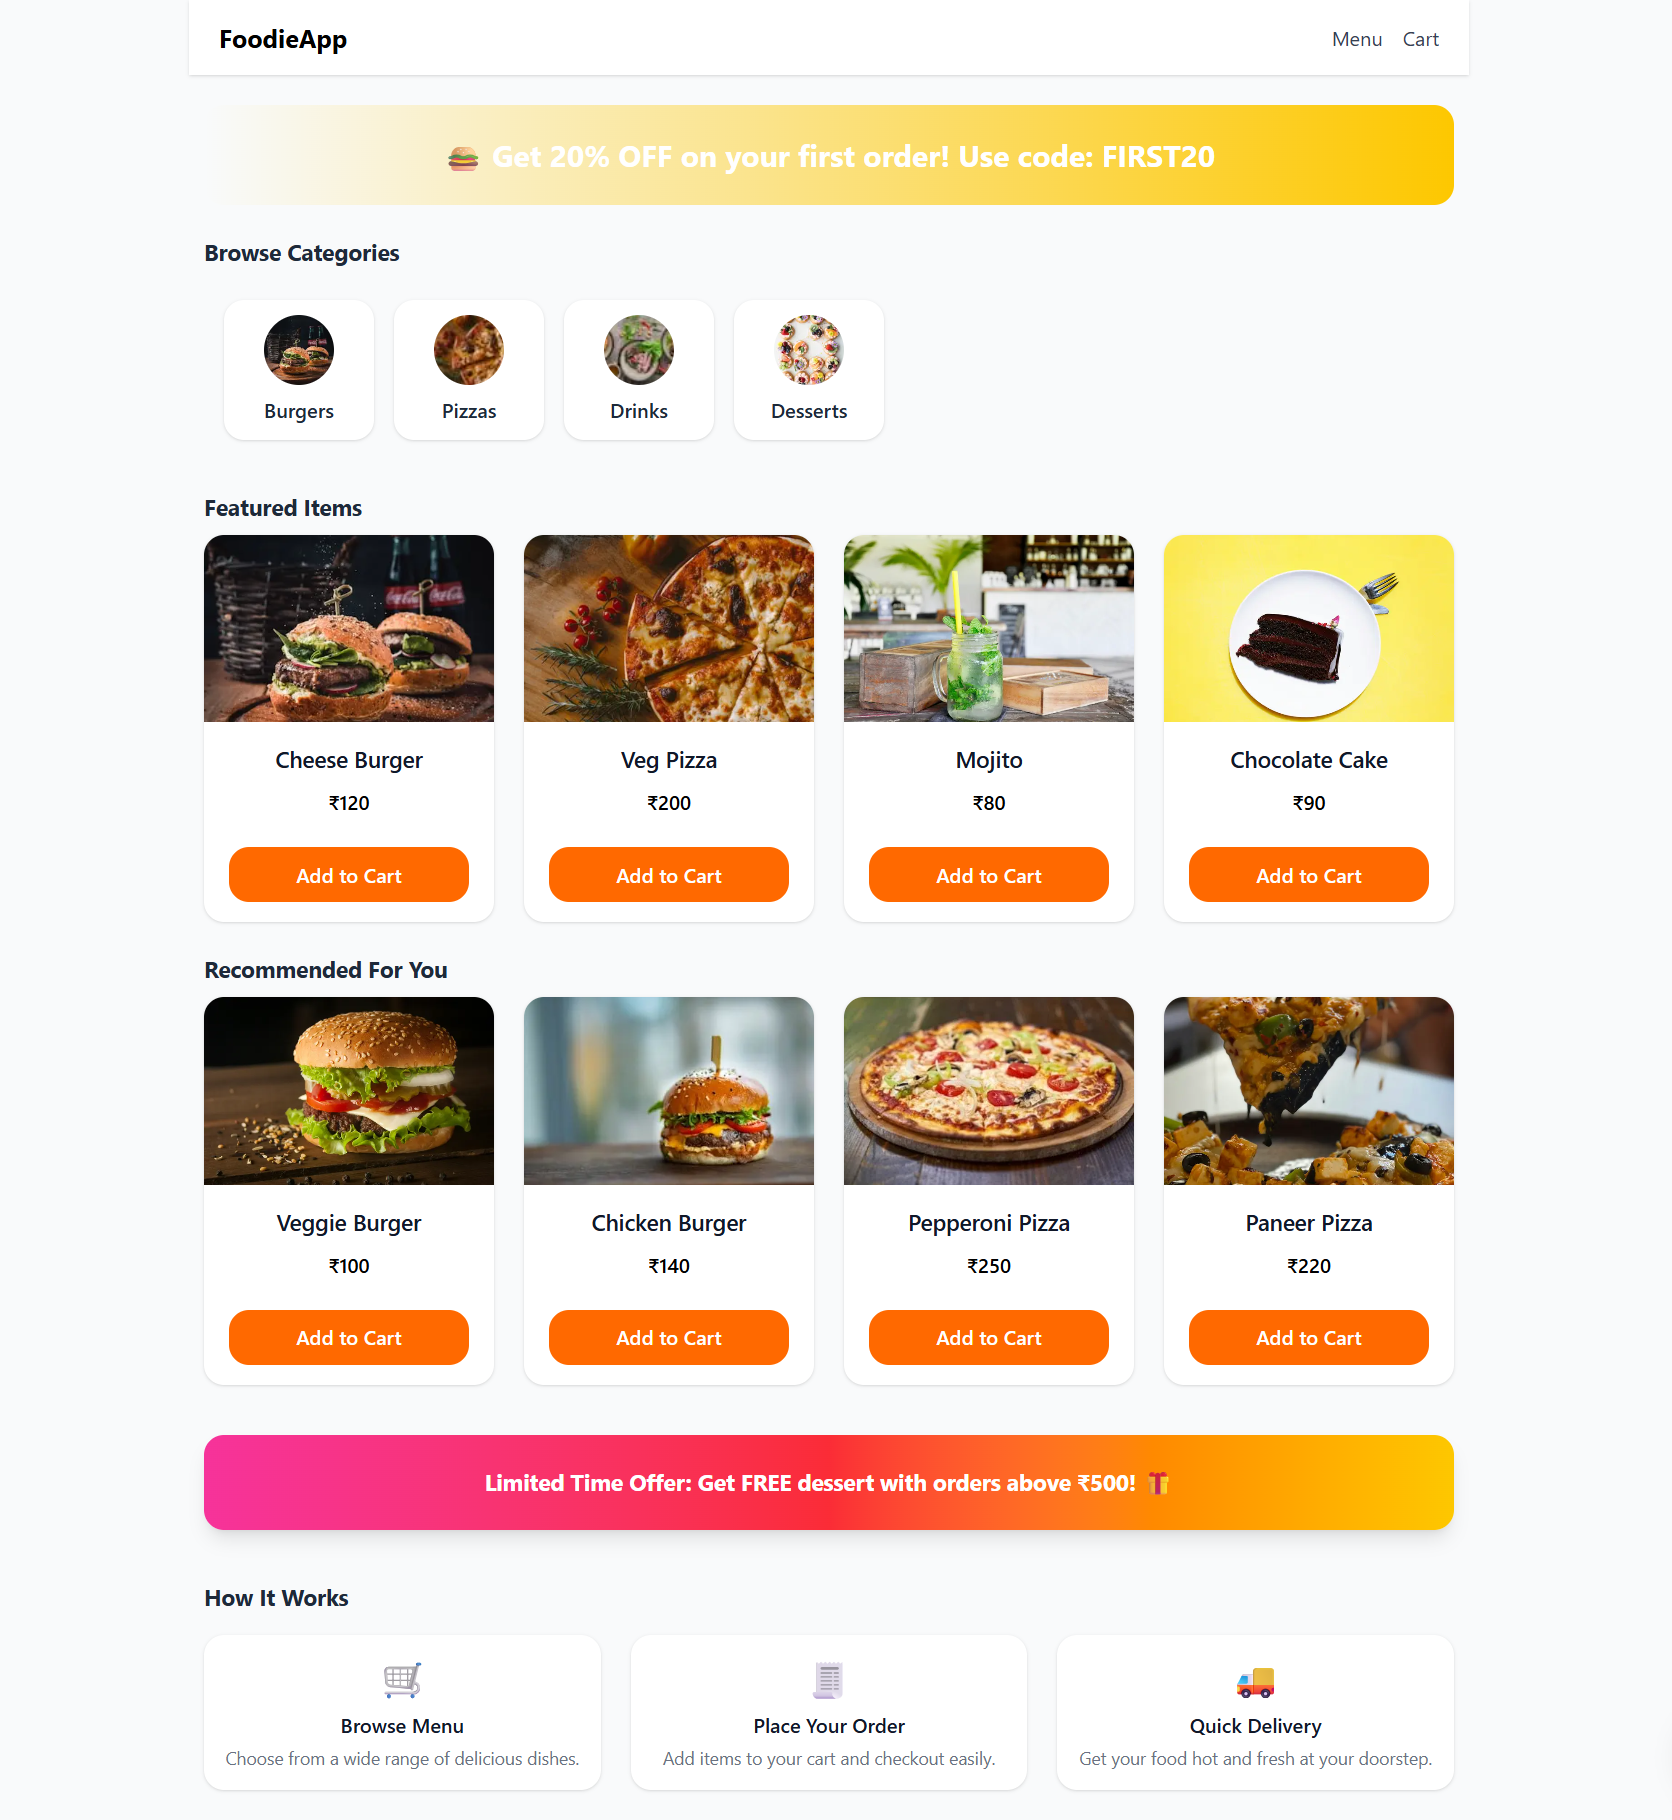 FoodieApp
Menu Cart
🍔 Get 20% OFF on your first order! Use code: FIRST20
Browse Categories
Burgers
Pizzas
Drinks
Desserts
Featured Items
Cheese Burger
₹120
Add to Cart
Veg Pizza
₹200
Add to Cart
Mojito
₹80
Add to Cart
Chocolate Cake
₹90
Add to Cart
Recommended For You
Veggie Burger
₹100
Add to Cart
Chicken Burger
₹140
Add to Cart
Pepperoni Pizza
₹250
Add to Cart
Paneer Pizza
₹220
Add to Cart
Limited Time Offer: Get FREE dessert with orders above ₹500! 🎁
How It Works
Browse Menu
Choose from a wide range of delicious dishes.
Place Your Order
Add items to your cart and checkout easily.
Quick Delivery
Get your food hot and fresh at your doorstep.